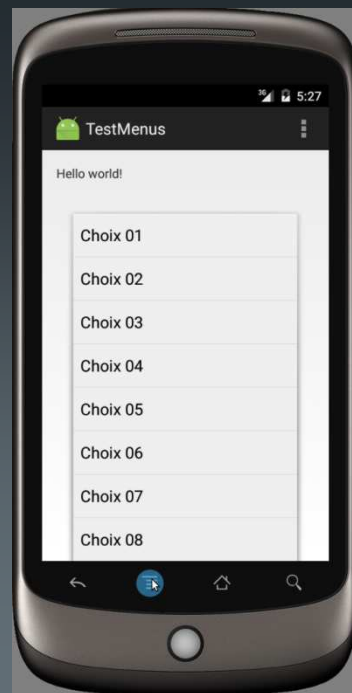 3G 5:27
TestMenus
Hello world!
Choix 01
Choix 02
Choix 03
Choix 04
Choix 05
Choix 06
Choix 07
Choix 08